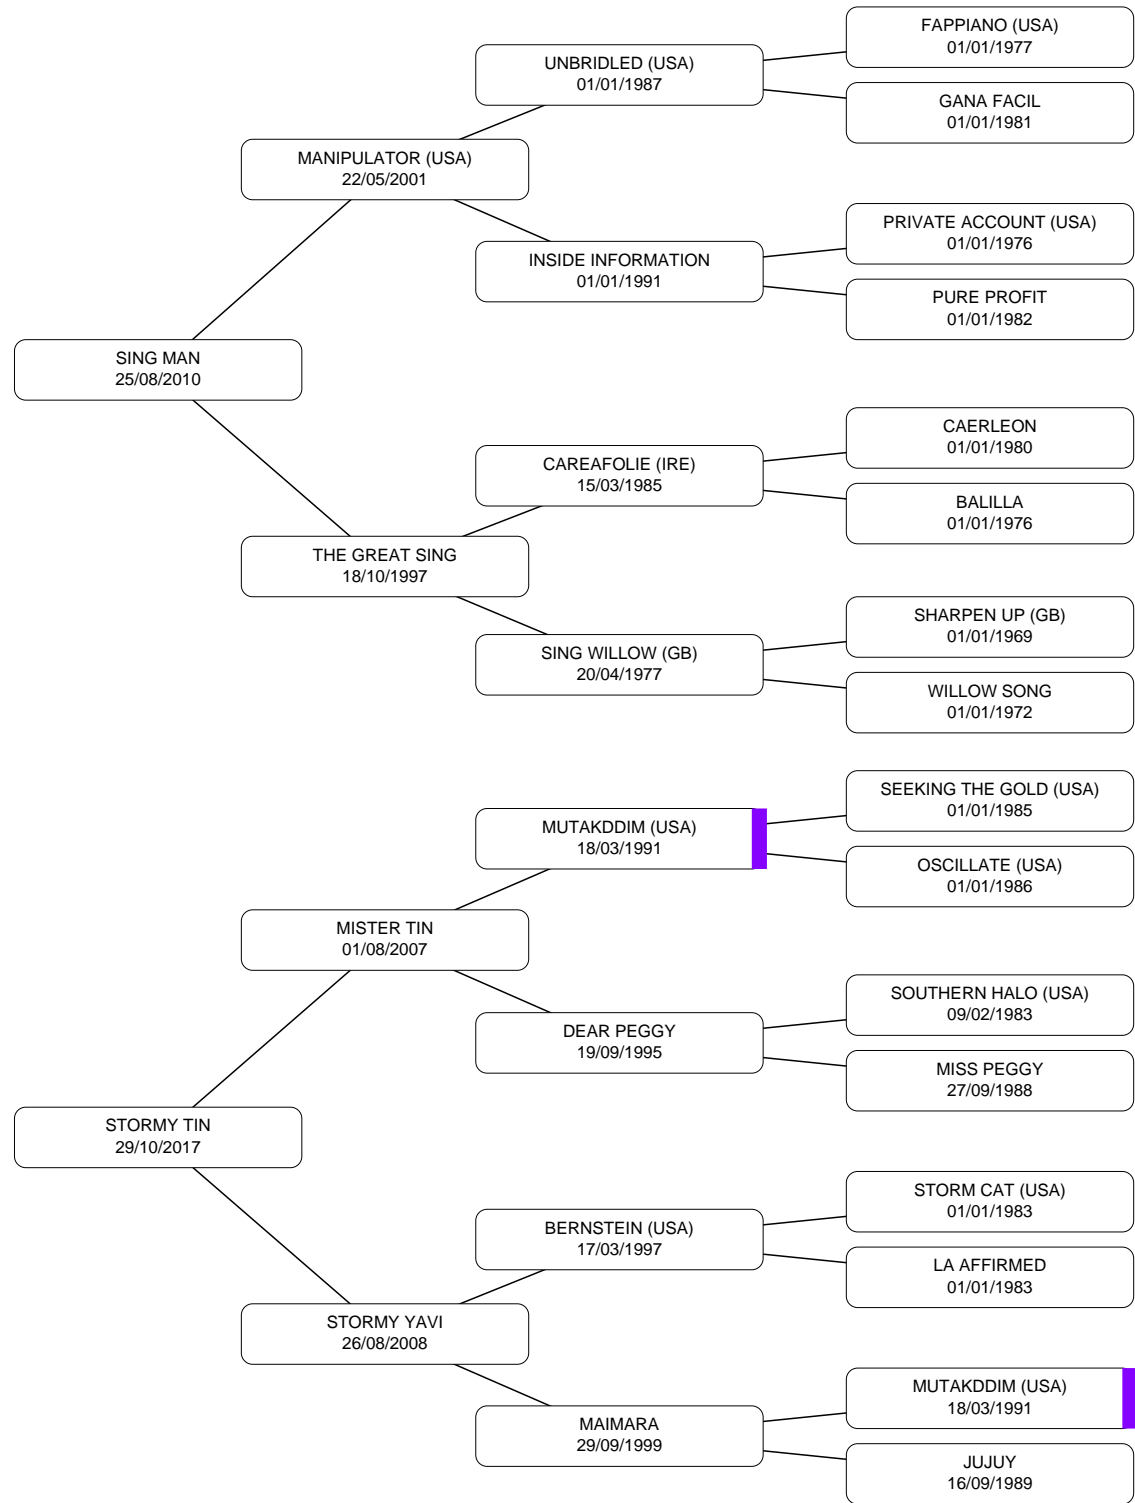 FAPPIANO (USA)
01/01/1977
UNBRIDLED (USA)
01/01/1987
GANA FACIL
01/01/1981
MANIPULATOR (USA)
22/05/2001
PRIVATE ACCOUNT (USA)
01/01/1976
INSIDE INFORMATION
01/01/1991
PURE PROFIT
01/01/1982
SING MAN
25/08/2010
CAERLEON
01/01/1980
CAREAFOLIE (IRE)
15/03/1985
BALILLA
01/01/1976
THE GREAT SING
18/10/1997
SHARPEN UP (GB)
01/01/1969
SING WILLOW (GB)
20/04/1977
WILLOW SONG
01/01/1972
SEEKING THE GOLD (USA)
01/01/1985
MUTAKDDIM (USA)
18/03/1991
OSCILLATE (USA)
01/01/1986
MISTER TIN
01/08/2007
SOUTHERN HALO (USA)
09/02/1983
DEAR PEGGY
19/09/1995
MISS PEGGY
27/09/1988
STORMY TIN
29/10/2017
STORM CAT (USA)
01/01/1983
BERNSTEIN (USA)
17/03/1997
LA AFFIRMED
01/01/1983
STORMY YAVI
26/08/2008
MUTAKDDIM (USA)
18/03/1991
MAIMARA
29/09/1999
JUJUY
16/09/1989